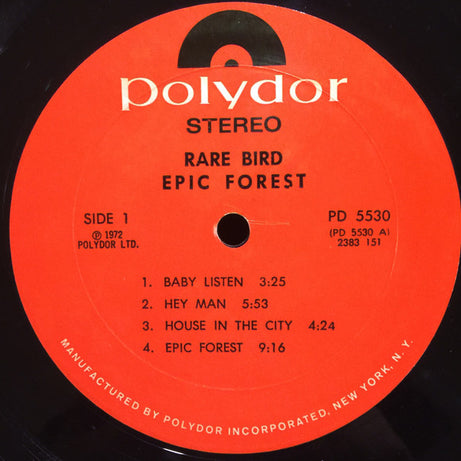 polydor
STEREO
RARE BIRD
EPIC FOREST
SIDE 1
℗ 1972
POLYDOR LTD.
PD 5530
(PD 5530 A)
2383 151
1. BABY LISTEN 3:25
2. HEY MAN 5:53
3. HOUSE IN THE CITY 4:24
4. EPIC FOREST 9:16
MANUFACTURED BY POLYDOR INCORPORATED, NEW YORK, N. Y.